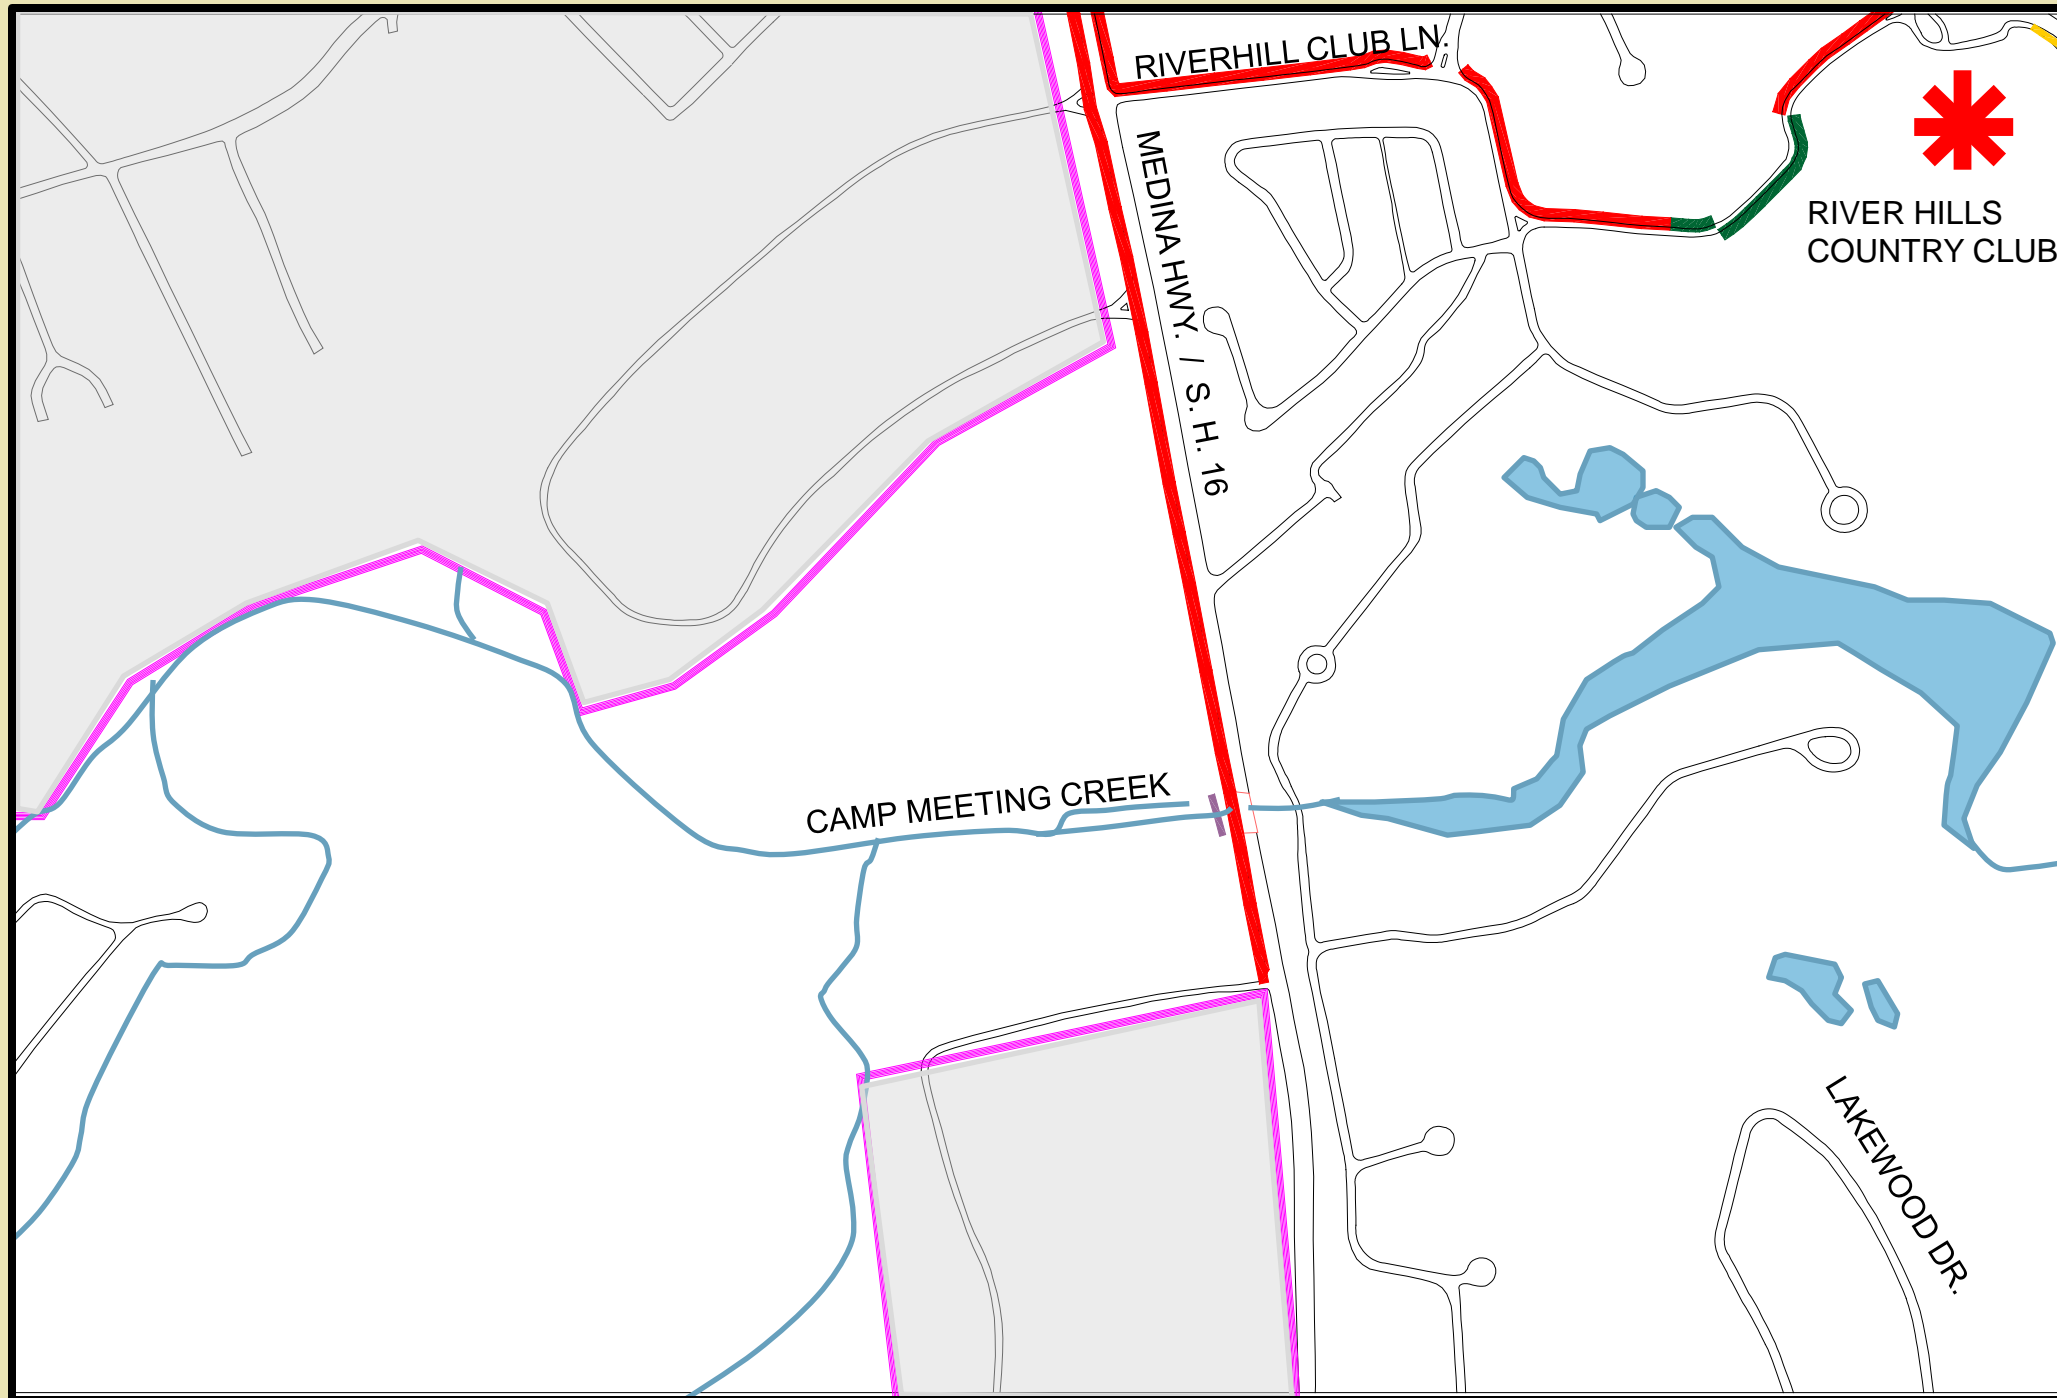 RIVERHILL CLUB LN.
MEDINA HWY. / S. H. 16
RIVER HILLS
COUNTRY CLUB
CAMP MEETING CREEK
LAKEWOOD DR.